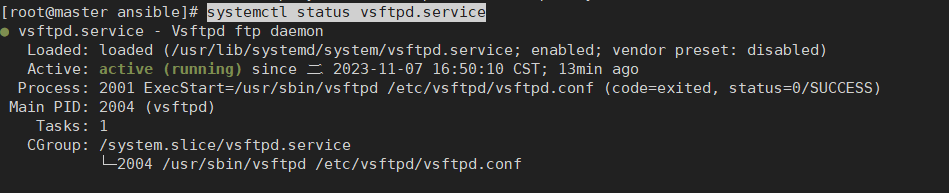 [root@master ansible]# systemctl status vsftpd.service
● vsftpd.service - Vsftpd ftp daemon
   Loaded: loaded (/usr/lib/systemd/system/vsftpd.service; enabled; vendor preset: disabled)
   Active: active (running) since 二 2023-11-07 16:50:10 CST; 13min ago
  Process: 2001 ExecStart=/usr/sbin/vsftpd /etc/vsftpd/vsftpd.conf (code=exited, status=0/SUCCESS)
 Main PID: 2004 (vsftpd)
    Tasks: 1
   CGroup: /system.slice/vsftpd.service
           └─2004 /usr/sbin/vsftpd /etc/vsftpd/vsftpd.conf